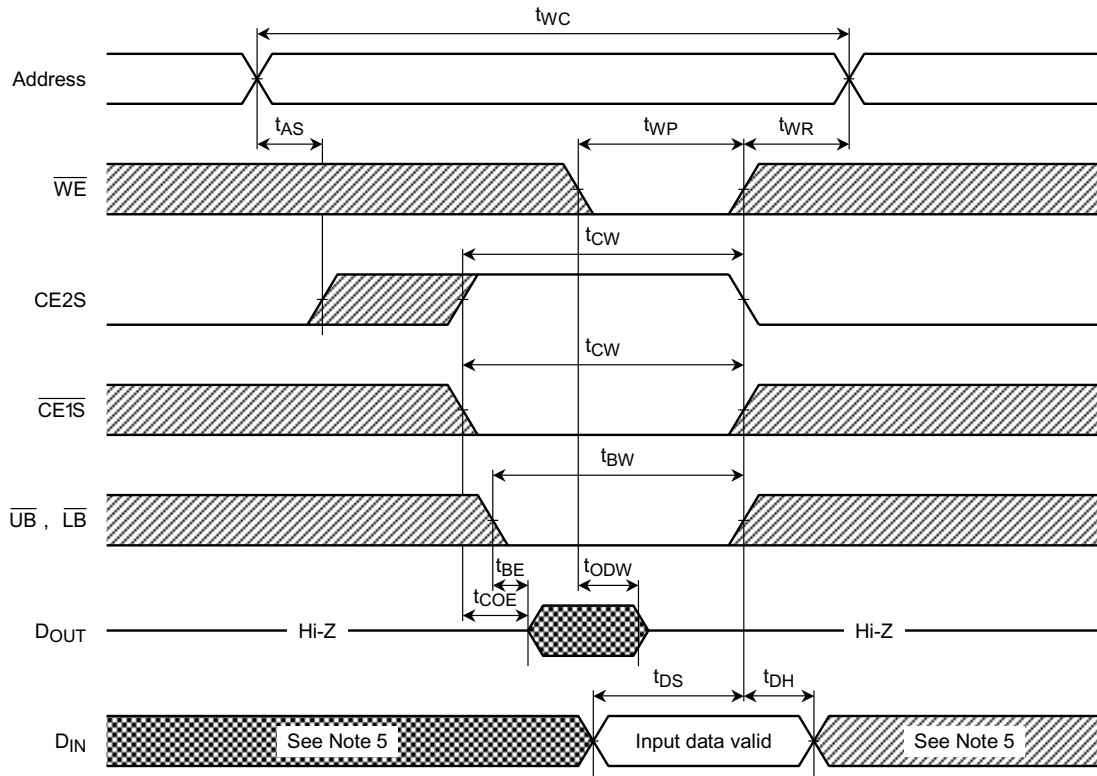 tWC
Address
tAS
tWP
tWR
WE
tCW
CE2S
tCW
CE1S
tBW
UB , LB
tBE
tODW
tCOE
DOUT
Hi-Z
Hi-Z
tDS
tDH
DIN
See Note 5
Input data valid
See Note 5